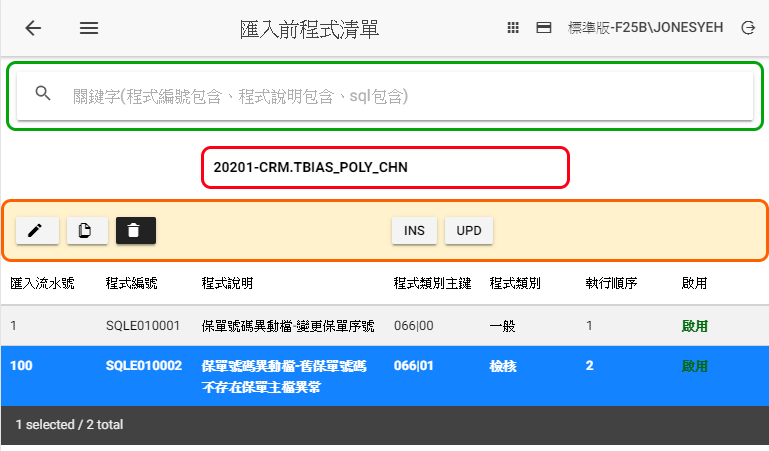 匯入前程式清單
標準版-F25B\JONESYEH
關鍵字(程式編號包含、程式說明包含、sql包含)
20201-CRM.TBIAS_POLY_CHN
INS UPD
匯入流水號 程式編號 程式說明 程式類別主鍵 程式類別 執行順序 啟用
1 SQLE010001 保單號碼異動檔-變更保單序號 066|00 一般 1 啟用
100 SQLE010002 保單號碼異動檔-舊保單號碼 066|01 檢核 2 啟用
不存在保單主檔異常
1 selected / 2 total